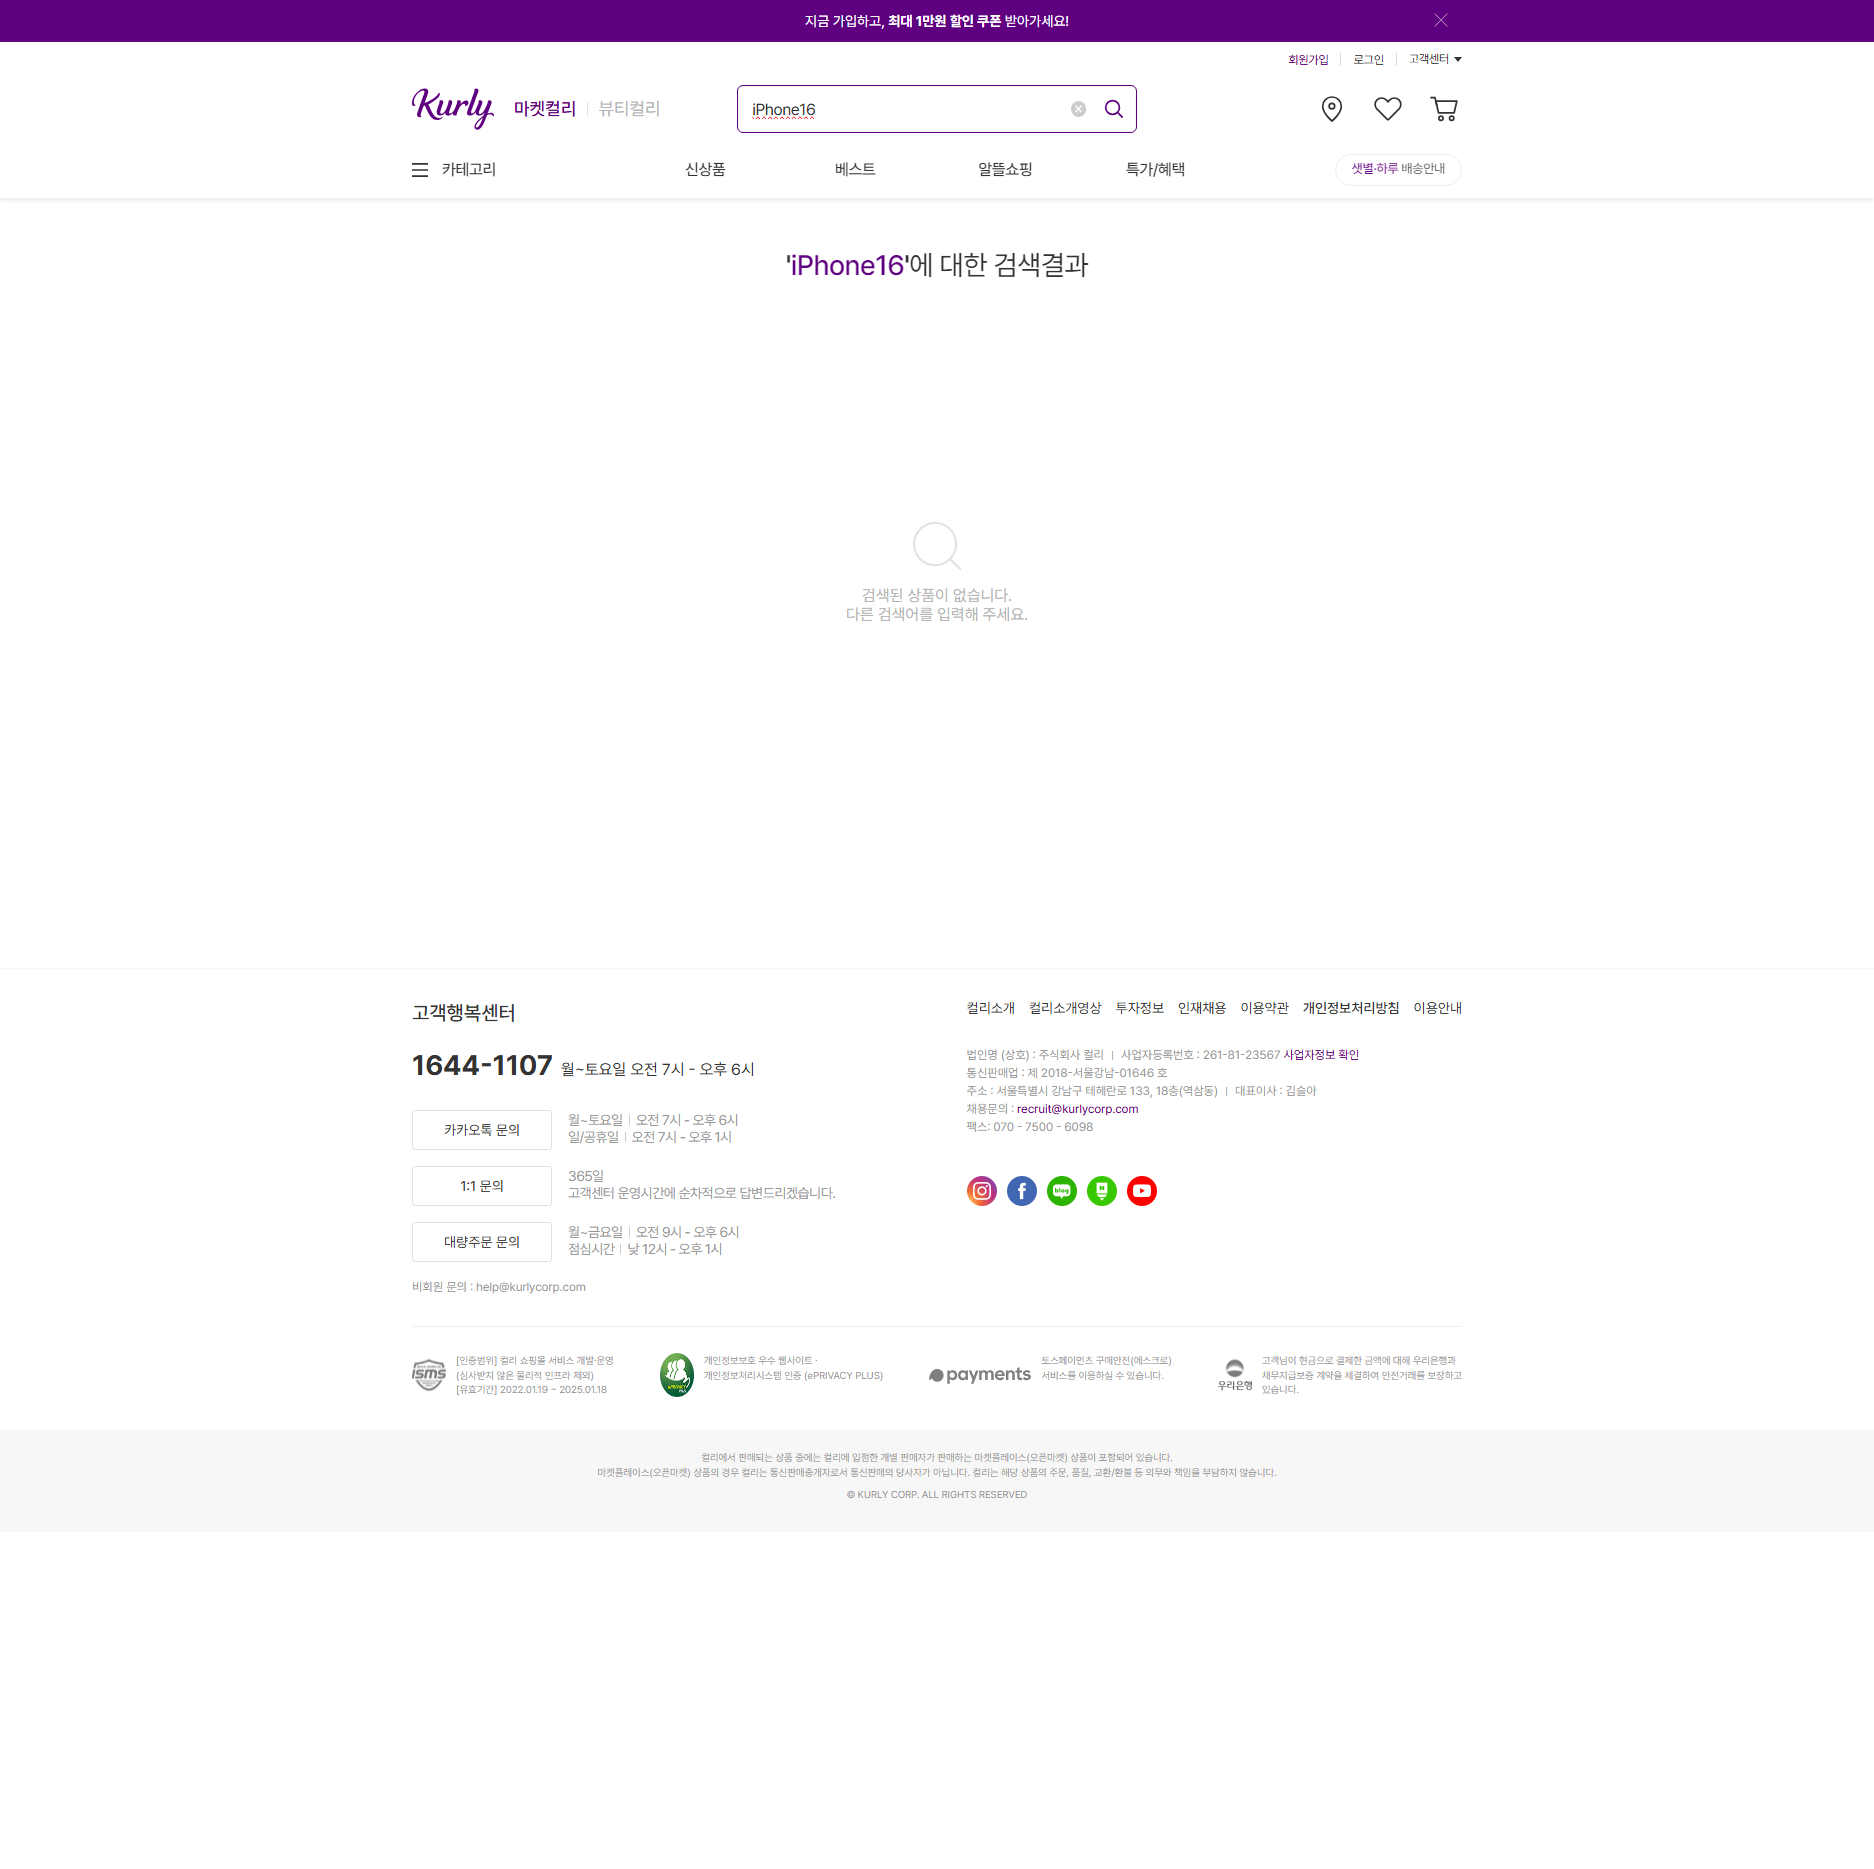 지금 가입하고, 최대 1만원 할인 쿠폰 받아가세요!
회원가입 로그인 고객센터
Kurly 마켓컬리 뷰티컬리
iPhone16
카테고리 신상품 베스트 알뜰쇼핑 특가/혜택 샛별·하루 배송안내
'iPhone16'에 대한 검색결과
검색된 상품이 없습니다.
다른 검색어를 입력해 주세요.
고객행복센터
1644-1107 월~토요일 오전 7시 - 오후 6시
카카오톡 문의
월~토요일 | 오전 7시 - 오후 6시
일/공휴일 | 오전 7시 - 오후 1시
1:1 문의
365일
고객센터 운영시간에 순차적으로 답변드리겠습니다.
대량주문 문의
월~금요일 | 오전 9시 - 오후 6시
점심시간 | 낮 12시 - 오후 1시
비회원 문의 : help@kurlycorp.com
컬리소개 컬리소개영상 투자정보 인재채용 이용약관 개인정보처리방침 이용안내
법인명 (상호) : 주식회사 컬리 | 사업자등록번호 : 261-81-23567 사업자정보 확인
통신판매업 : 제 2018-서울강남-01646 호
주소 : 서울특별시 강남구 테헤란로 133, 18층(역삼동) | 대표이사 : 김슬아
채용문의 : recruit@kurlycorp.com
팩스: 070 - 7500 - 6098
blog
N
ISMS
[인증범위] 컬리 쇼핑몰 서비스 개발·운영
(심사받지 않은 물리적 인프라 제외)
[유효기간] 2022.01.19 ~ 2025.01.18
ePRIVACY PLUS
개인정보보호 우수 웹사이트 ·
개인정보처리시스템 인증 (ePRIVACY PLUS)
payments
토스페이먼츠 구매안전(에스크로)
서비스를 이용하실 수 있습니다.
우리은행
고객님이 현금으로 결제한 금액에 대해 우리은행과
채무지급보증 계약을 체결하여 안전거래를 보장하고
있습니다.
컬리에서 판매되는 상품 중에는 컬리에 입점한 개별 판매자가 판매하는 마켓플레이스(오픈마켓) 상품이 포함되어 있습니다.
마켓플레이스(오픈마켓) 상품의 경우 컬리는 통신판매중개자로서 통신판매의 당사자가 아닙니다. 컬리는 해당 상품의 주문, 품질, 교환/환불 등 의무와 책임을 부담하지 않습니다.
© KURLY CORP. ALL RIGHTS RESERVED